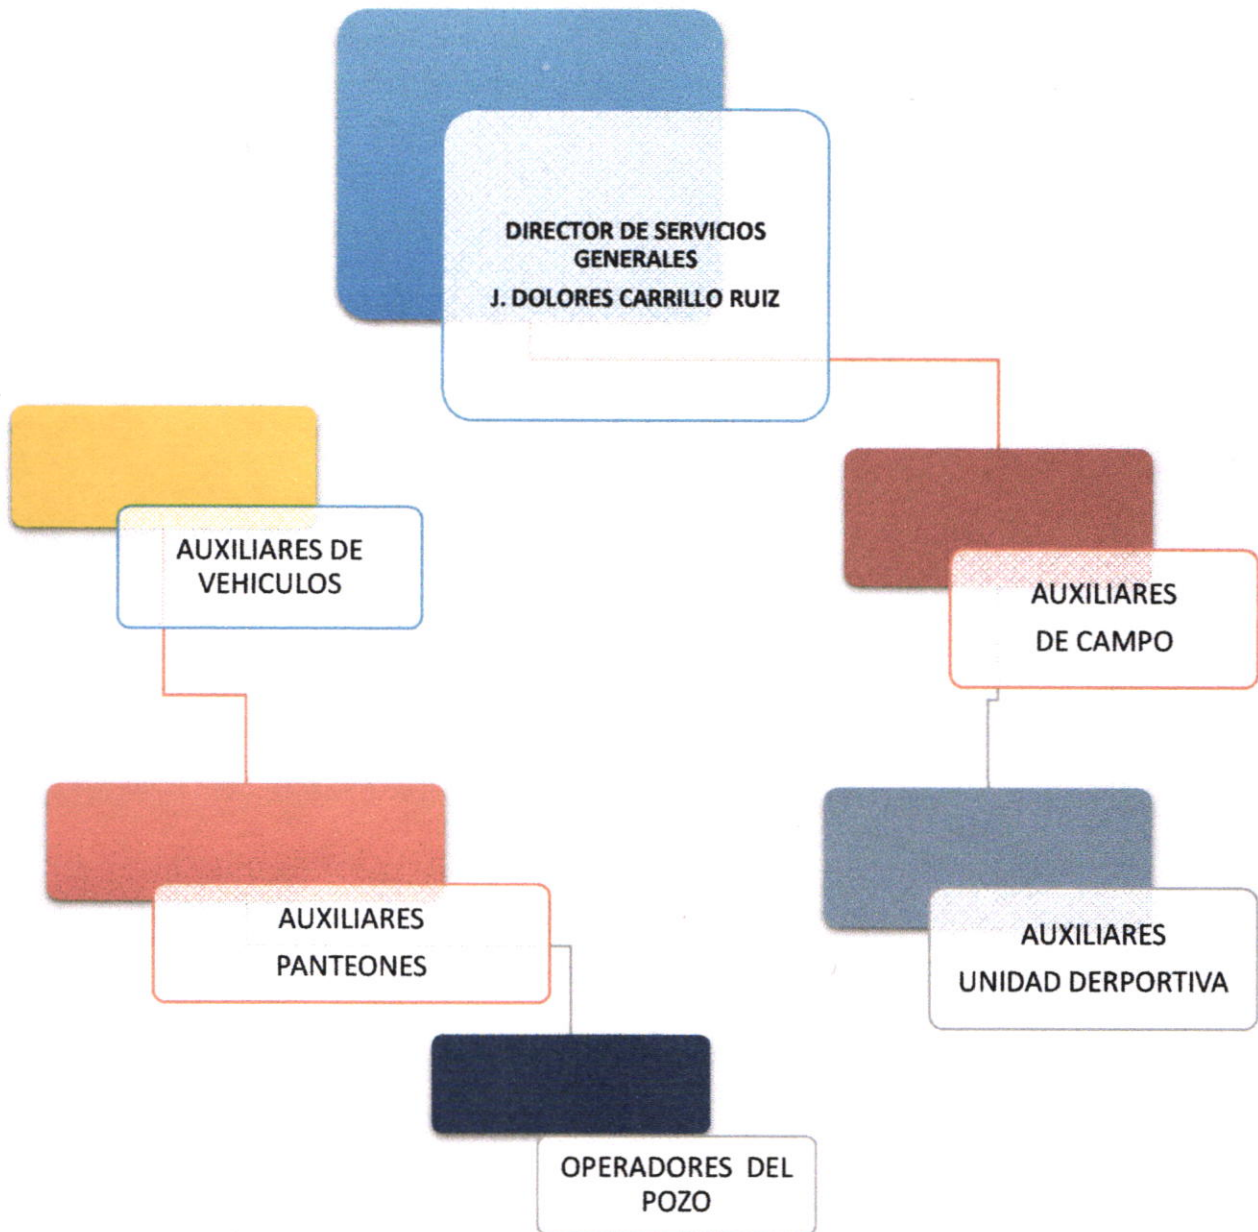 DIRECTOR DE SERVICIOS
GENERALES
J. DOLORES CARRILLO RUIZ
AUXILIARES DE
VEHICULOS
AUXILIARES
DE CAMPO
AUXILIARES
PANTEONES
AUXILIARES
UNIDAD DERPORTIVA
OPERADORES DEL
POZO